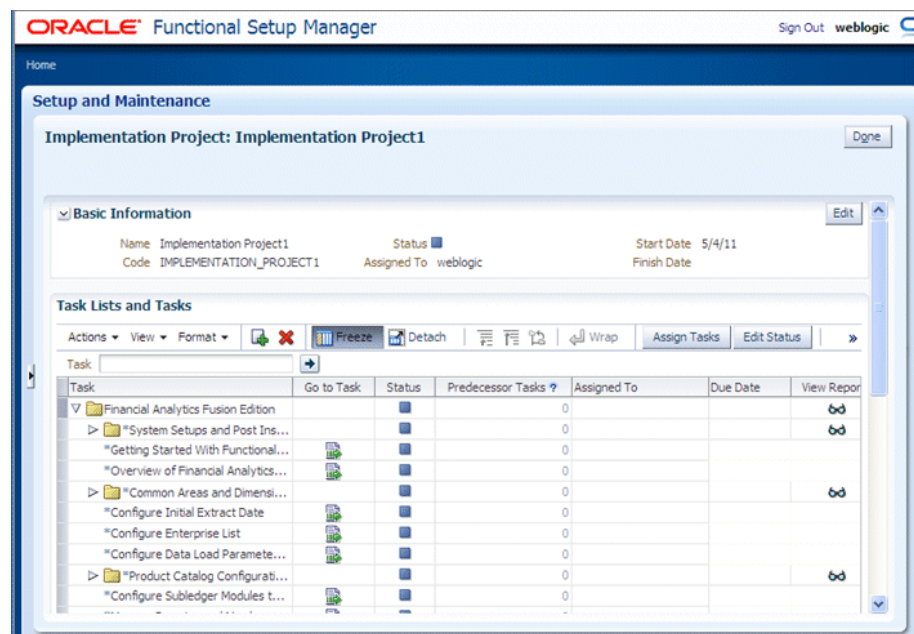 ORACLE® Functional Setup Manager
Sign Out weblogic
Home
Setup and Maintenance
Implementation Project: Implementation Project1
Done
Basic Information
Edit
Name Implementation Project1 Status Start Date 5/4/11
Code IMPLEMENTATION_PROJECT1 Assigned To weblogic Finish Date
Task Lists and Tasks
Actions View Format Freeze Detach Wrap Assign Tasks Edit Status »
Task
Task Go to Task Status Predecessor Tasks ? Assigned To Due Date View Repor
Financial Analytics Fusion Edition 0
*System Setups and Post Ins... 0
*Getting Started With Functional... 0
*Overview of Financial Analytics... 0
*Common Areas and Dimensi... 0
*Configure Initial Extract Date 0
*Configure Enterprise List 0
*Configure Data Load Paramete... 0
*Product Catalog Configurati... 0
*Configure Subledger Modules t... 0